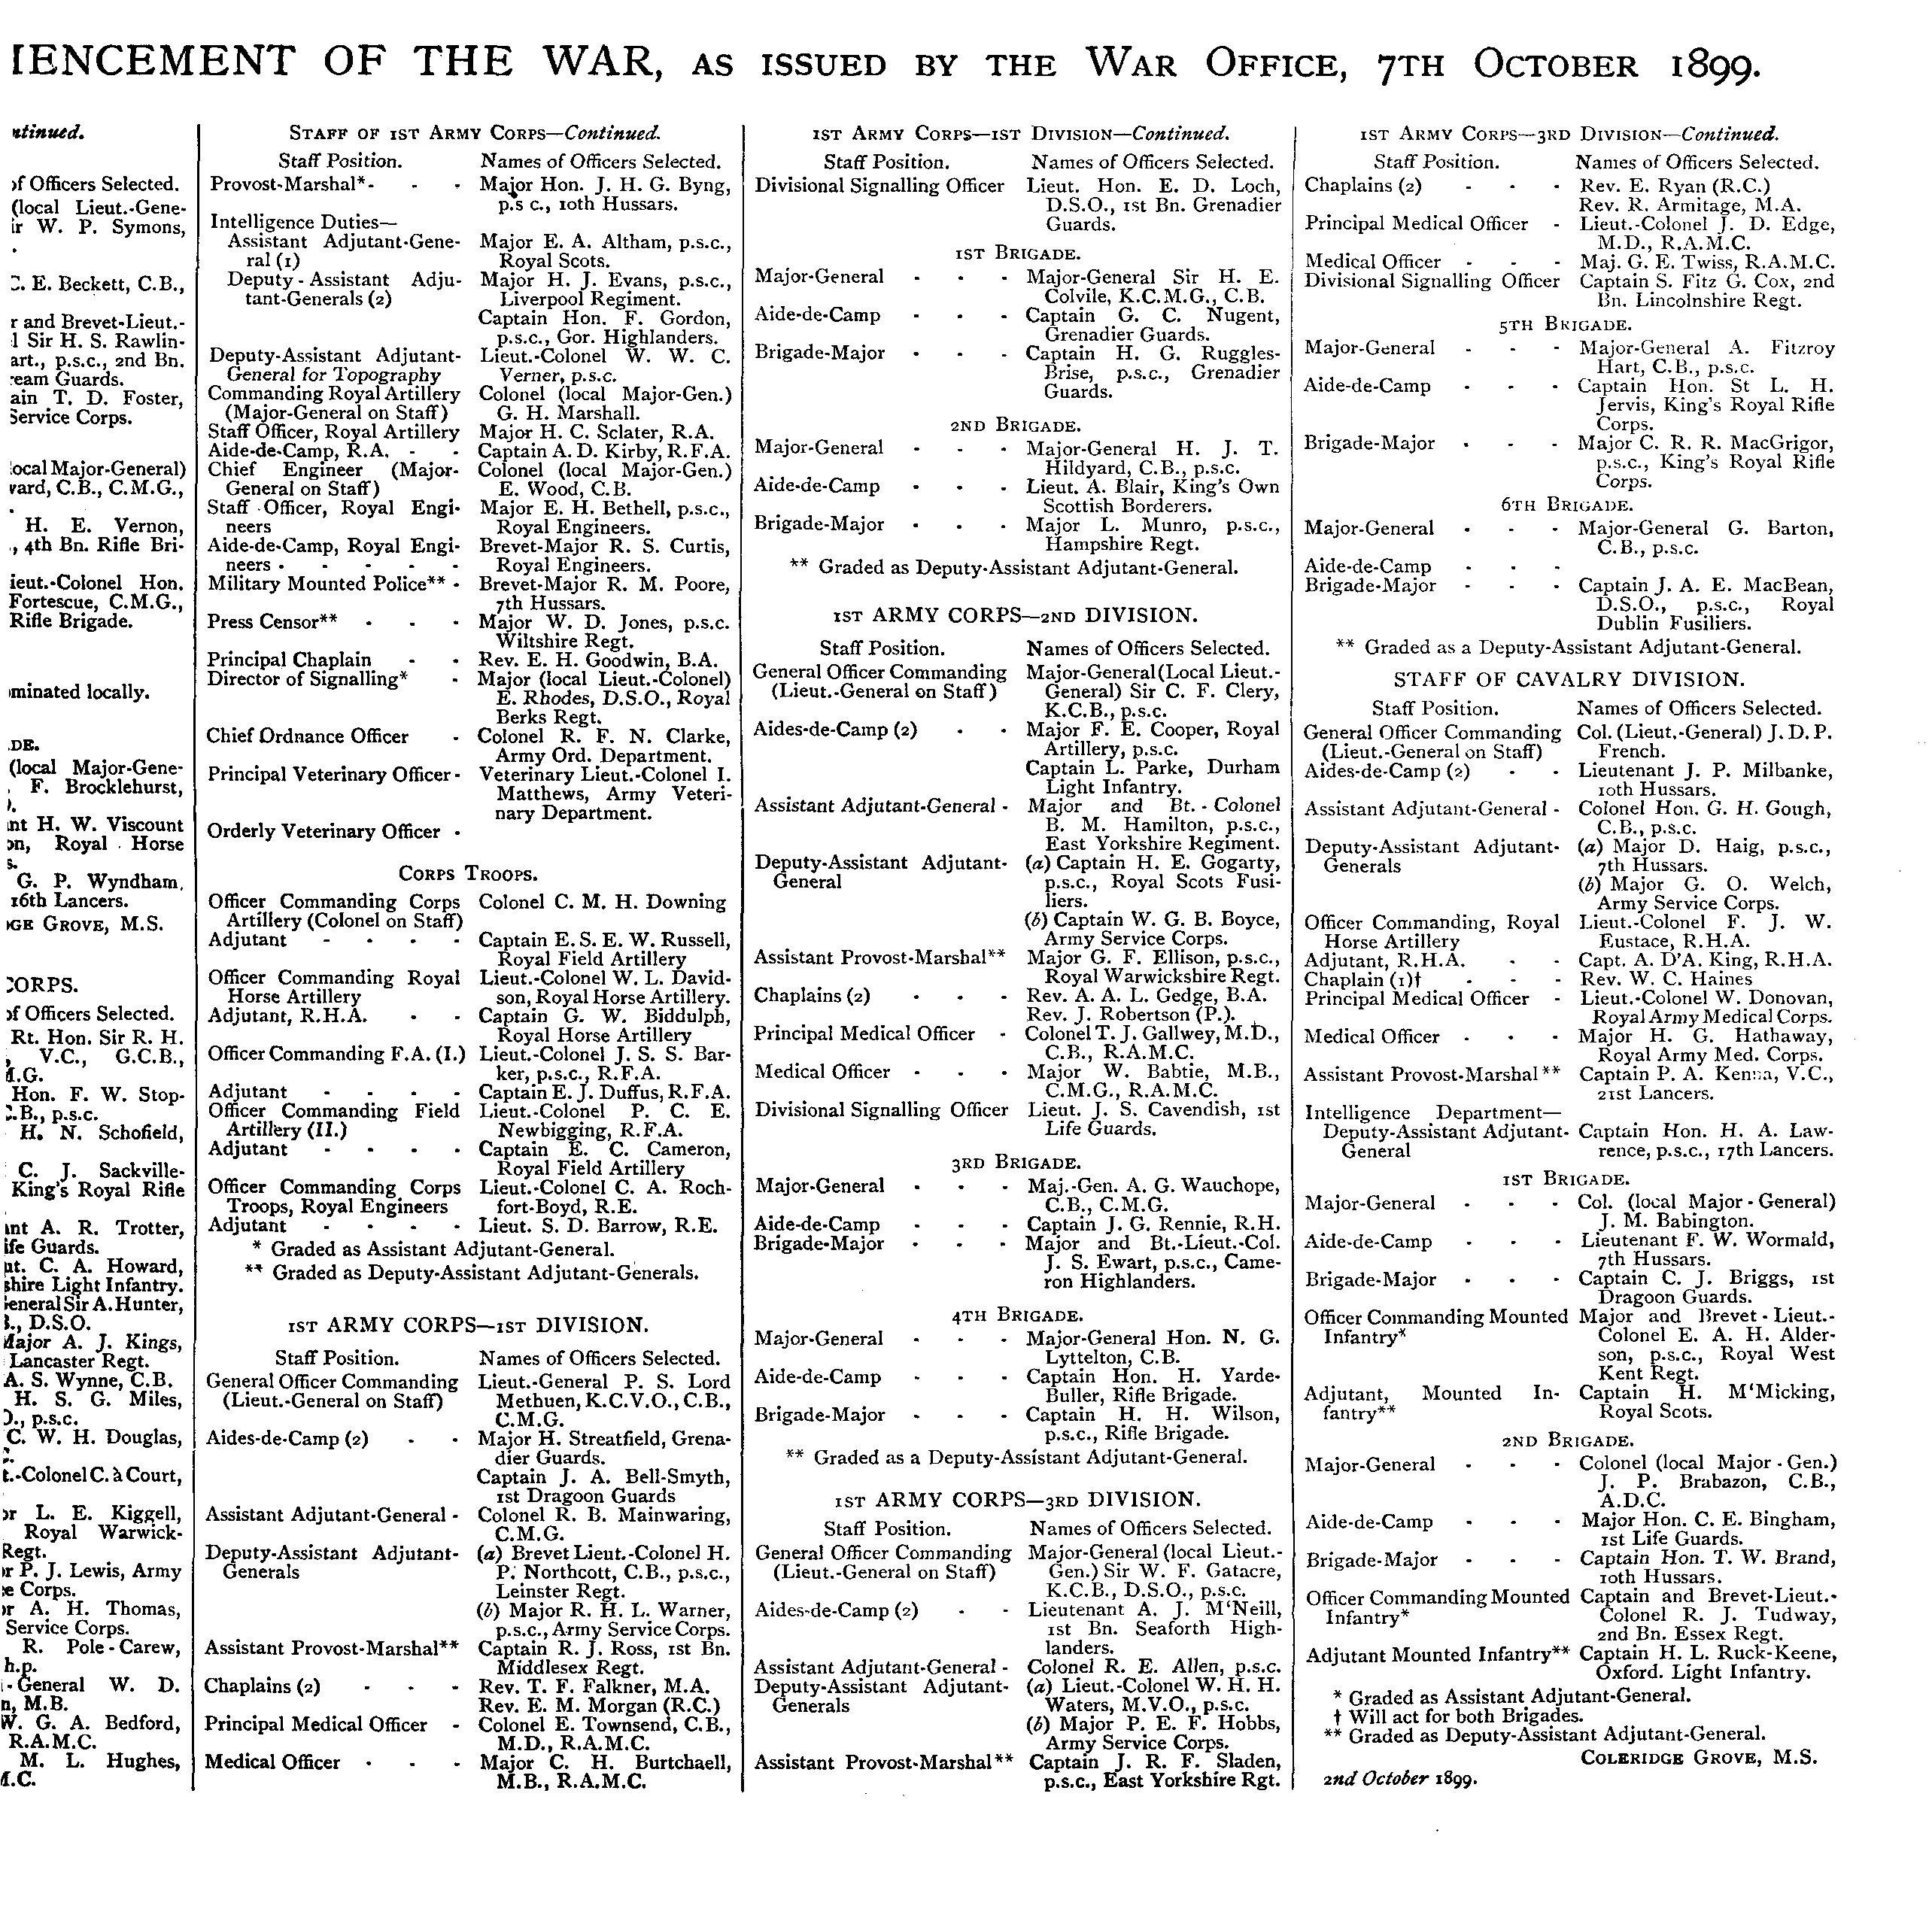 OF THE WAR, AS ISSUED BY THE WAR OFFICE, 7TH OCTOBER 1899.
of Officers Selected.
(local Lieut.-Gene-
W. P. Symons,
E. Beckett, C.B.,
and Brevet-Lieut.-
Sir H. S. Rawlin-
p.s.c., 2nd Bn.
Guards.
T. D. Foster,
Service Corps.
Major-General)
C.B., C.M.G.,
H. E. Vernon,
4th Bn. Rifle Bri-
Hon.
Fortescue, C.M.G.,
Rifle Brigade.
locally.
(local Major-Gene-
F. Brocklehurst,
H. W. Viscount
Royal Horse
G. P. Wyndham,
16th Lancers.
GROVE, M.S.
CORPS.
of Officers Selected.
Rt. Hon. Sir R. H.
V.C., G.C.B.,
Hon. F. W. Stop-
C.B., p.s.c.
H. N. Schofield,
C. J. Sackville-
King's Royal Rifle
A. R. Trotter,
Guards.
C. A. Howard,
Light Infantry.
General Sir A. Hunter,
D.S.O.
Major A. J. Kings,
Lancaster Regt.
A. S. Wynne, C.B.
H. S. G. Miles,
p.s.c.
C. W. H. Douglas,
Colonel C. à Court,
L. E. Kiggell,
Royal Warwick-
Regt.
P. J. Lewis, Army
Corps.
A. H. Thomas,
Service Corps.
R. Pole-Carew,
h.p.
General W. D.
M.B.
W. G. A. Bedford,
R.A.M.C.
M. L. Hughes,
STAFF OF 1ST ARMY CORPS—Continued.
Staff Position. Names of Officers Selected.
Provost-Marshal* - - - Major Hon. J. H. G. Byng,
p.s c., 10th Hussars.
Intelligence Duties—
Assistant Adjutant-Gene- Major E. A. Altham, p.s.c.,
ral (1) Royal Scots.
Deputy-Assistant Adju- Major H. J. Evans, p.s.c.,
tant-Generals (2) Liverpool Regiment.
Captain Hon. F. Gordon,
p.s.c., Gor. Highlanders.
Deputy-Assistant Adjutant- Lieut.-Colonel W. W. C.
General for Topography Verner, p.s.c.
Commanding Royal Artillery Colonel (local Major-Gen.)
(Major-General on Staff) G. H. Marshall.
Staff Officer, Royal Artillery Major H. C. Sclater, R.A.
Aide-de-Camp, R.A. - - Captain A. D. Kirby, R.F.A.
Chief Engineer (Major- Colonel (local Major-Gen.)
General on Staff) E. Wood, C.B.
Staff Officer, Royal Engi- Major E. H. Bethell, p.s.c.,
neers Royal Engineers.
Aide-de-Camp, Royal Engi- Brevet-Major R. S. Curtis,
neers - - - - - Royal Engineers.
Military Mounted Police** - Brevet-Major R. M. Poore,
7th Hussars.
Press Censor** - - - Major W. D. Jones, p.s.c.
Wiltshire Regt.
Principal Chaplain - - Rev. E. H. Goodwin, B.A.
Director of Signalling* - Major (local Lieut.-Colonel)
E. Rhodes, D.S.O., Royal
Berks Regt.
Chief Ordnance Officer - Colonel R. F. N. Clarke,
Army Ord. Department.
Principal Veterinary Officer - Veterinary Lieut.-Colonel I.
Matthews, Army Veteri-
nary Department.
Orderly Veterinary Officer -
CORPS TROOPS.
Officer Commanding Corps Colonel C. M. H. Downing
Artillery (Colonel on Staff)
Adjutant - - - - Captain E. S. E. W. Russell,
Royal Field Artillery
Officer Commanding Royal Lieut.-Colonel W. L. David-
Horse Artillery son, Royal Horse Artillery.
Adjutant, R.H.A. - - Captain G. W. Biddulph,
Royal Horse Artillery
Officer Commanding F.A. (I.) Lieut.-Colonel J. S. S. Bar-
ker, p.s.c., R.F.A.
Adjutant - - - - Captain E. J. Duffus, R.F.A.
Officer Commanding Field Lieut.-Colonel P. C. E.
Artillery (II.) Newbigging, R.F.A.
Adjutant - - - - Captain E. C. Cameron,
Royal Field Artillery
Officer Commanding Corps Lieut.-Colonel C. A. Roch-
Troops, Royal Engineers fort-Boyd, R.E.
Adjutant - - - - Lieut. S. D. Barrow, R.E.
* Graded as Assistant Adjutant-General.
** Graded as Deputy-Assistant Adjutant-Generals.
1ST ARMY CORPS—1ST DIVISION.
Staff Position. Names of Officers Selected.
General Officer Commanding Lieut.-General P. S. Lord
(Lieut.-General on Staff) Methuen, K.C.V.O., C.B.,
C.M.G.
Aides-de-Camp (2) - - Major H. Streatfield, Grena-
dier Guards.
Captain J. A. Bell-Smyth,
1st Dragoon Guards
Assistant Adjutant-General - Colonel R. B. Mainwaring,
C.M.G.
Deputy-Assistant Adjutant- (a) Brevet Lieut.-Colonel H.
Generals P. Northcott, C.B., p.s.c.,
Leinster Regt.
(b) Major R. H. L. Warner,
p.s.c., Army Service Corps.
Assistant Provost-Marshal** Captain R. J. Ross, 1st Bn.
Middlesex Regt.
Chaplains (2) - - - Rev. T. F. Falkner, M.A.
Rev. E. M. Morgan (R.C.)
Principal Medical Officer - Colonel E. Townsend, C.B.,
M.D., R.A.M.C.
Medical Officer - - - Major C. H. Burtchaell,
M.B., R.A.M.C.
1ST ARMY CORPS—1ST DIVISION—Continued.
Staff Position. Names of Officers Selected.
Divisional Signalling Officer Lieut. Hon. E. D. Loch,
D.S.O., 1st Bn. Grenadier
Guards.
1ST BRIGADE.
Major-General - - - Major-General Sir H. E.
Colvile, K.C.M.G., C.B.
Aide-de-Camp - - - Captain G. C. Nugent,
Grenadier Guards.
Brigade-Major - - - Captain H. G. Ruggles-
Brise, p.s.c., Grenadier
Guards.
2ND BRIGADE.
Major-General - - - Major-General H. J. T.
Hildyard, C.B., p.s.c.
Aide-de-Camp - - - Lieut. A. Blair, King's Own
Scottish Borderers.
Brigade-Major - - - Major L. Munro, p.s.c.,
Hampshire Regt.
** Graded as Deputy-Assistant Adjutant-General.
1ST ARMY CORPS—2ND DIVISION.
Staff Position. Names of Officers Selected.
General Officer Commanding Major-General (Local Lieut.-
(Lieut.-General on Staff) General) Sir C. F. Clery,
K.C.B., p.s.c.
Aides-de-Camp (2) - - Major F. E. Cooper, Royal
Artillery, p.s.c.
Captain L. Parke, Durham
Light Infantry.
Assistant Adjutant-General - Major and Bt.-Colonel
B. M. Hamilton, p.s.c.,
East Yorkshire Regiment.
Deputy-Assistant Adjutant- (a) Captain H. E. Gogarty,
General p.s.c., Royal Scots Fusi-
liers.
(b) Captain W. G. B. Boyce,
Army Service Corps.
Assistant Provost-Marshal** Major G. F. Ellison, p.s.c.,
Royal Warwickshire Regt.
Chaplains (2) - - - Rev. A. A. L. Gedge, B.A.
Rev. J. Robertson (P.).
Principal Medical Officer - Colonel T. J. Gallwey, M.D.,
C.B., R.A.M.C.
Medical Officer - - - Major W. Babtie, M.B.,
C.M.G., R.A.M.C.
Divisional Signalling Officer Lieut. J. S. Cavendish, 1st
Life Guards.
3RD BRIGADE.
Major-General - - - Maj.-Gen. A. G. Wauchope,
C.B., C.M.G.
Aide-de-Camp - - - Captain J. G. Rennie, R.H.
Brigade-Major - - - Major and Bt.-Lieut.-Col.
J. S. Ewart, p.s.c., Came-
ron Highlanders.
4TH BRIGADE.
Major-General - - - Major-General Hon. N. G.
Lyttelton, C.B.
Aide-de-Camp - - - Captain Hon. H. Yarde-
Buller, Rifle Brigade.
Brigade-Major - - - Captain H. H. Wilson,
p.s.c., Rifle Brigade.
** Graded as a Deputy-Assistant Adjutant-General.
1ST ARMY CORPS—3RD DIVISION.
Staff Position. Names of Officers Selected.
General Officer Commanding Major-General (local Lieut.-
(Lieut.-General on Staff) Gen.) Sir W. F. Gatacre,
K.C.B., D.S.O., p.s.c.
Aides-de-Camp (2) - - Lieutenant A. J. M'Neill,
1st Bn. Seaforth High-
landers.
Assistant Adjutant-General - Colonel R. E. Allen, p.s.c.
Deputy-Assistant Adjutant- (a) Lieut.-Colonel W. H. H.
Generals Waters, M.V.O., p.s.c.
(b) Major P. E. F. Hobbs,
Army Service Corps.
Assistant Provost-Marshal** Captain J. R. F. Sladen,
p.s.c., East Yorkshire Rgt.
1ST ARMY CORPS—3RD DIVISION—Continued.
Staff Position. Names of Officers Selected.
Chaplains (2) - - - Rev. E. Ryan (R.C.)
Rev. R. Armitage, M.A.
Principal Medical Officer - Lieut.-Colonel J. D. Edge,
M.D., R.A.M.C.
Medical Officer - - - Maj. G. E. Twiss, R.A.M.C.
Divisional Signalling Officer Captain S. Fitz G. Cox, 2nd
Bn. Lincolnshire Regt.
5TH BRIGADE.
Major-General - - - Major-General A. Fitzroy
Hart, C.B., p.s.c.
Aide-de-Camp - - - Captain Hon. St L. H.
Jervis, King's Royal Rifle
Corps.
Brigade-Major - - - Major C. R. R. MacGrigor,
p.s.c., King's Royal Rifle
Corps.
6TH BRIGADE.
Major-General - - - Major-General G. Barton,
C.B., p.s.c.
Aide-de-Camp - - -
Brigade-Major - - - Captain J. A. E. MacBean,
D.S.O., p.s.c., Royal
Dublin Fusiliers.
** Graded as a Deputy-Assistant Adjutant-General.
STAFF OF CAVALRY DIVISION.
Staff Position. Names of Officers Selected.
General Officer Commanding Col. (Lieut.-General) J. D. P.
(Lieut.-General on Staff) French.
Aides-de-Camp (2) - - Lieutenant J. P. Milbanke,
10th Hussars.
Assistant Adjutant-General - Colonel Hon. G. H. Gough,
C.B., p.s.c.
Deputy-Assistant Adjutant- (a) Major D. Haig, p.s.c.,
Generals 7th Hussars.
(b) Major G. O. Welch,
Army Service Corps.
Officer Commanding, Royal Lieut.-Colonel F. J. W.
Horse Artillery Eustace, R.H.A.
Adjutant, R.H.A. - - Capt. A. D'A. King, R.H.A.
Chaplain (1)† - - - Rev. W. C. Haines
Principal Medical Officer - Lieut.-Colonel W. Donovan,
Royal Army Medical Corps.
Medical Officer - - - Major H. G. Hathaway,
Royal Army Med. Corps.
Assistant Provost-Marshal** Captain P. A. Kenna, V.C.,
21st Lancers.
Intelligence Department—
Deputy-Assistant Adjutant- Captain Hon. H. A. Law-
General rence, p.s.c., 17th Lancers.
1ST BRIGADE.
Major-General - - - Col. (local Major-General)
J. M. Babington.
Aide-de-Camp - - - Lieutenant F. W. Wormald,
7th Hussars.
Brigade-Major - - - Captain C. J. Briggs, 1st
Dragoon Guards.
Officer Commanding Mounted Major and Brevet-Lieut.-
Infantry* Colonel E. A. H. Alder-
son, p.s.c., Royal West
Kent Regt.
Adjutant, Mounted In- Captain H. M'Micking,
fantry** Royal Scots.
2ND BRIGADE.
Major-General - - - Colonel (local Major-Gen.)
J. P. Brabazon, C.B.,
A.D.C.
Aide-de-Camp - - - Major Hon. C. E. Bingham,
1st Life Guards.
Brigade-Major - - - Captain Hon. T. W. Brand,
10th Hussars.
Officer Commanding Mounted Captain and Brevet-Lieut.-
Infantry* Colonel R. J. Tudway,
2nd Bn. Essex Regt.
Adjutant Mounted Infantry** Captain H. L. Ruck-Keene,
Oxford. Light Infantry.
* Graded as Assistant Adjutant-General.
† Will act for both Brigades.
** Graded as Deputy-Assistant Adjutant-General.
COLERIDGE GROVE, M.S.
2nd October 1899.